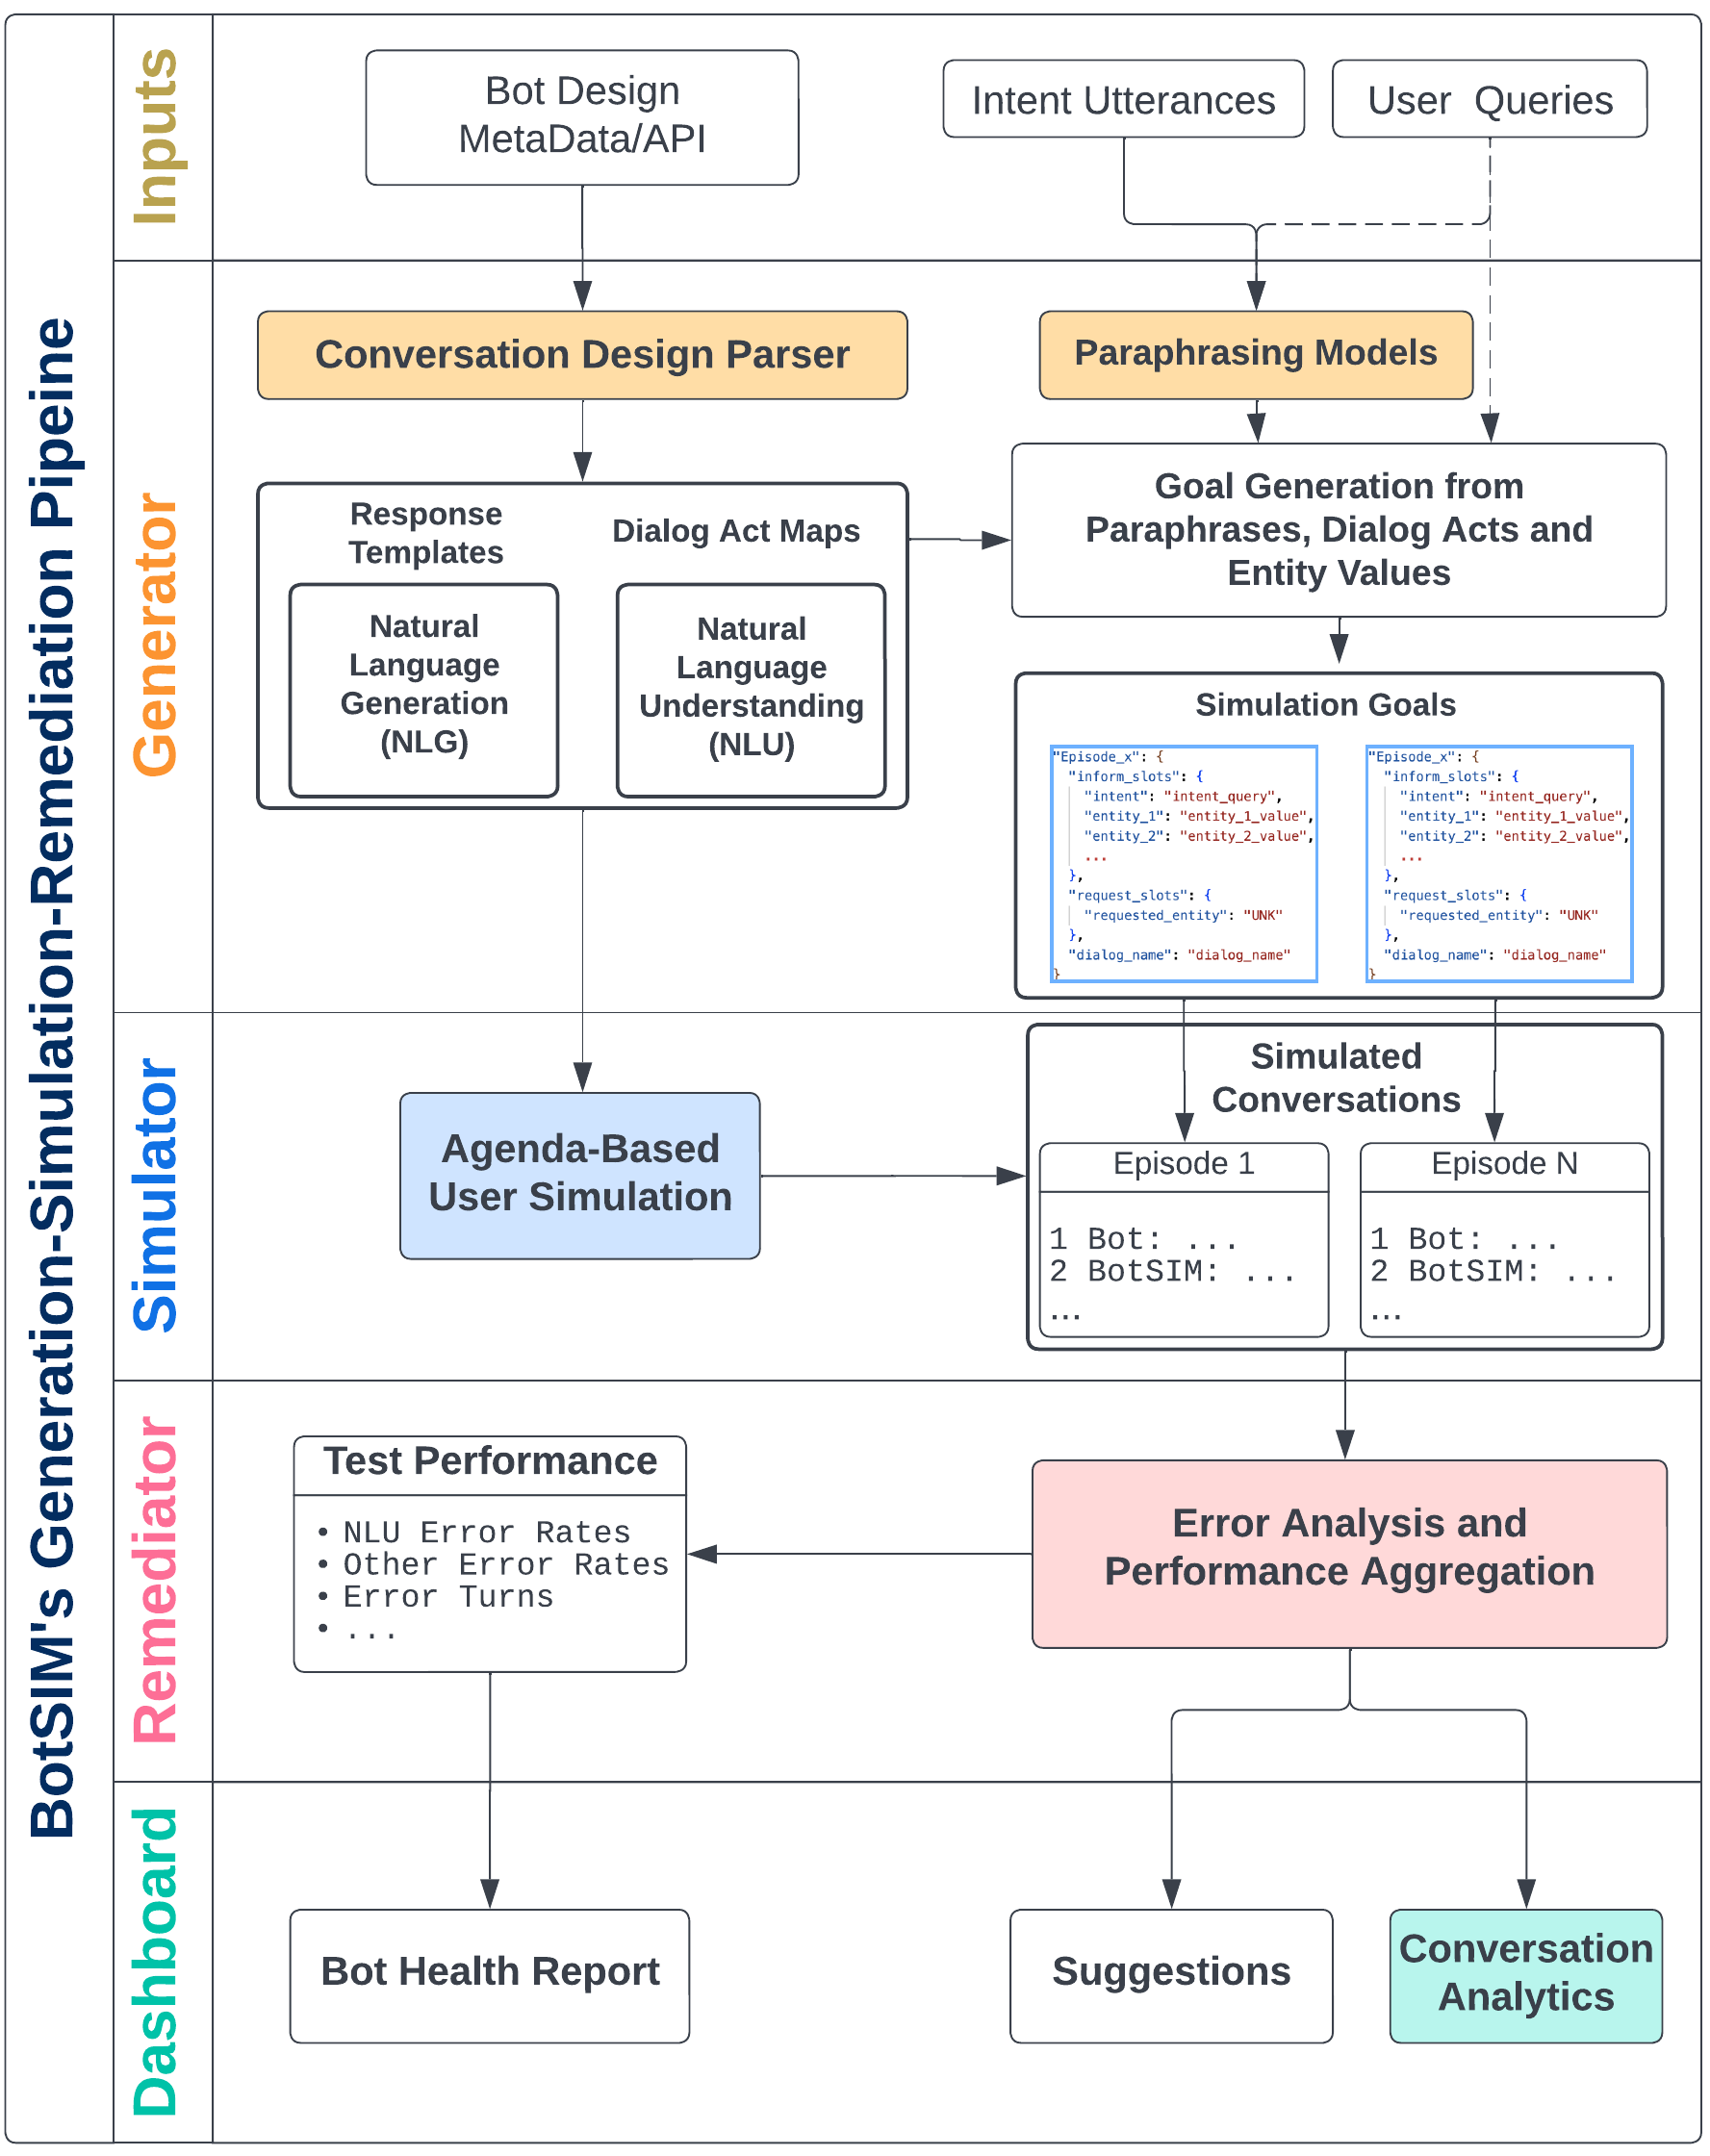 BotSIM's Generation-Simulation-Remediation Pipeine
Inputs
Bot Design
MetaData/API
Intent Utterances
User  Queries
Generator
Conversation Design Parser
Paraphrasing Models
Response
Templates
Dialog Act Maps
Natural
Language
Generation
(NLG)
Natural
Language
Understanding
(NLU)
Goal Generation from
Paraphrases, Dialog Acts and
Entity Values
Simulation Goals
"Episode_x": {
"inform_slots": {
"intent": "intent_query",
"entity_1": "entity_1_value",
"entity_2": "entity_2_value",
...
},
"request_slots": {
"requested_entity": "UNK"
},
"dialog_name": "dialog_name"
}
"Episode_x": {
"inform_slots": {
"intent": "intent_query",
"entity_1": "entity_1_value",
"entity_2": "entity_2_value",
...
},
"request_slots": {
"requested_entity": "UNK"
},
"dialog_name": "dialog_name"
}
Simulator
Agenda-Based
User Simulation
Simulated
Conversations
Episode 1
1 Bot: ...
2 BotSIM: ...
...
Episode N
1 Bot: ...
2 BotSIM: ...
...
Remediator
Test Performance
• NLU Error Rates
• Other Error Rates
• Error Turns
• ...
Error Analysis and
Performance Aggregation
Dashboard
Bot Health Report
Suggestions
Conversation
Analytics